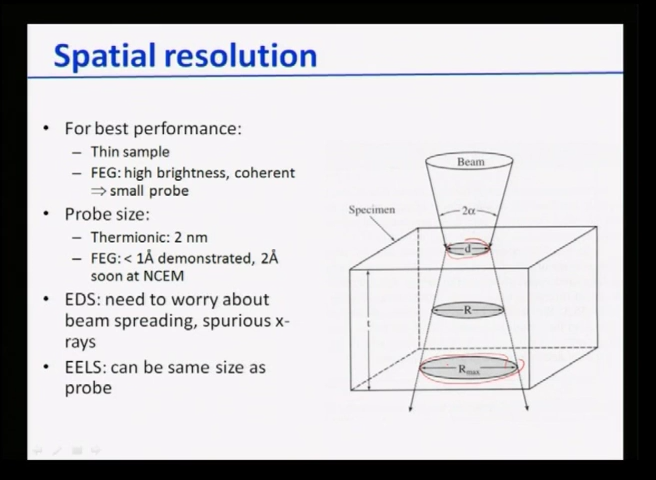 Spatial resolution
• For best performance:
– Thin sample
– FEG: high brightness, coherent
⇒ small probe
• Probe size:
– Thermionic: 2 nm
– FEG: < 1Å demonstrated, 2Å
soon at NCEM
• EDS: need to worry about
beam spreading, spurious x-
rays
• EELS: can be same size as
probe
Beam
2α
Specimen
d
t
R
Rmax